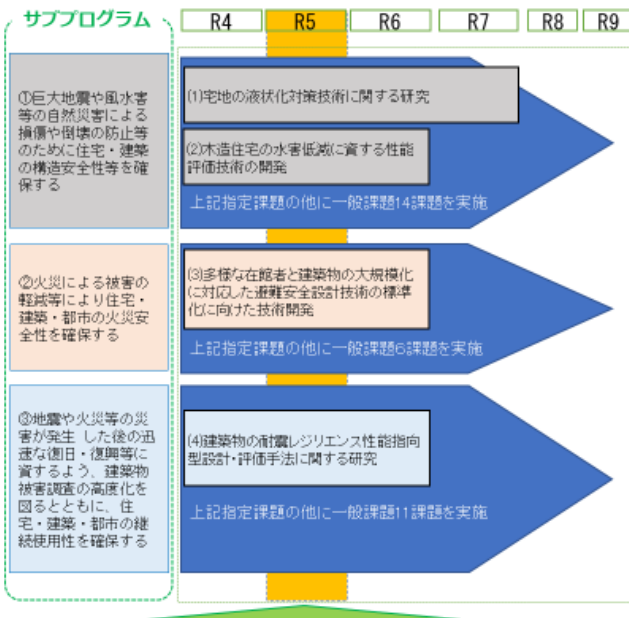 サブプログラム
R4 R5 R6 R7 R8 R9
①巨大地震や風水害
等の自然災害による
損傷や倒壊の防止等
のために住宅・建築
の構造安全性等を確
保する
(1)宅地の液状化対策技術に関する研究
(2)木造住宅の水害低減に資する性能
評価技術の開発
上記指定課題の他に一般課題14課題を実施
②火災による被害の
軽減等により住宅・
建築・都市の火災安
全性を確保する
(3)多様な在館者と建築物の大規模化
に対応した避難安全設計技術の標準
化に向けた技術開発
上記指定課題の他に一般課題6課題を実施
③地震や火災等の災
害が発生 した後の迅
速な復旧・復興等に
資するよう、建築物
被害調査の高度化を
図るとともに、住
宅・建築・都市の継
続使用性を確保する
(4)建築物の耐震レジリエンス性能指向
型設計・評価手法に関する研究
上記指定課題の他に一般課題11課題を実施